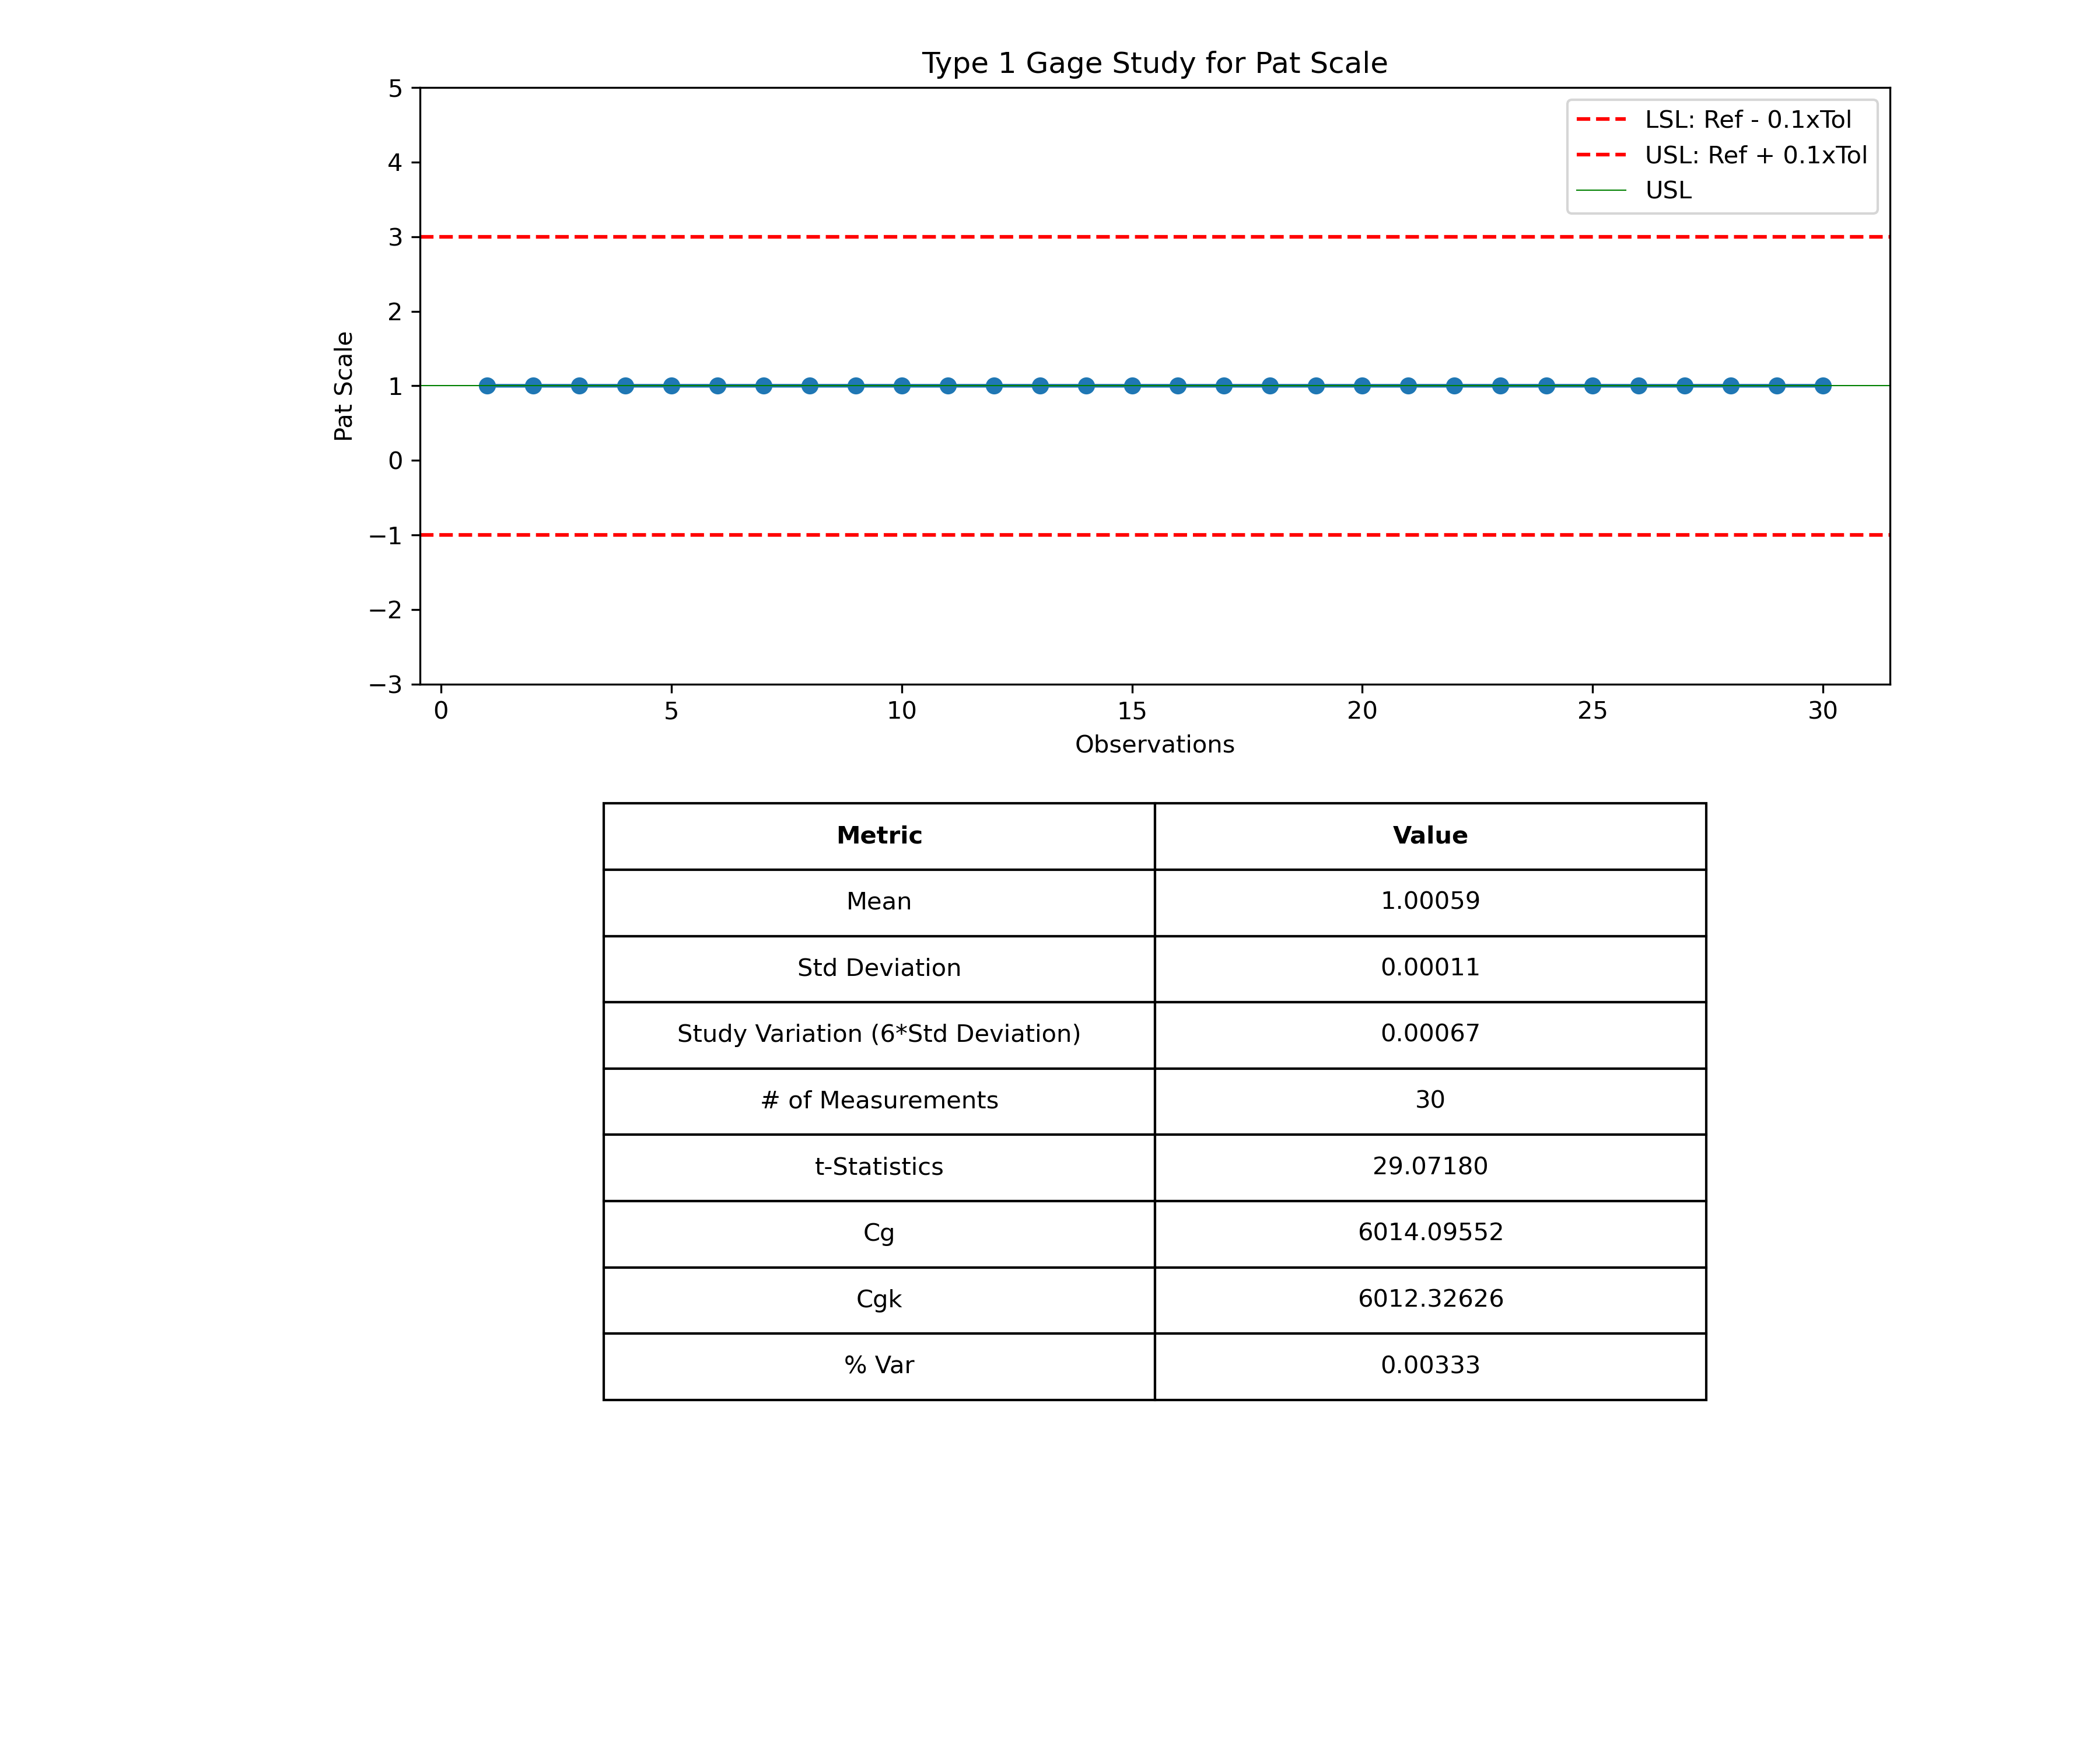 Type 1 Gage Study for Pat Scale
5
4
3
2
1
0
−1
−2
−3
Pat Scale
LSL: Ref - 0.1xTol
USL: Ref + 0.1xTol
USL
0 5 10 15 20 25 30
Observations
Metric Value
Mean 1.00059
Std Deviation 0.00011
Study Variation (6*Std Deviation) 0.00067
# of Measurements 30
t-Statistics 29.07180
Cg 6014.09552
Cgk 6012.32626
% Var 0.00333